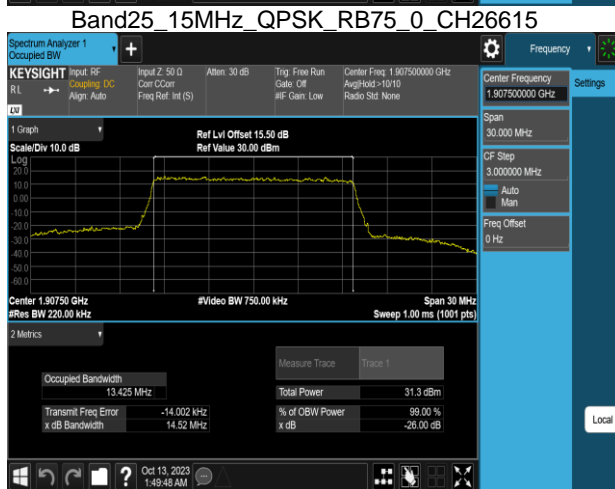 Band25_15MHz_QPSK_RB75_0_CH26615
Spectrum Analyzer 1
Occupied BW
Frequency
KEYSIGHT
RL
Input: RF
Coupling: DC
Align: Auto
Input Z: 50 Ω
Corr CCorr
Freq Ref: Int (S)
Atten: 30 dB
Trig: Free Run
Gate: Off
#IF Gain: Low
Center Freq: 1.907500000 GHz
Avg|Hold:>10/10
Radio Std: None
LXI
Center Frequency
1.907500000 GHz
Settings
Span
30.000 MHz
CF Step
3.000000 MHz
Auto
Man
Freq Offset
0 Hz
Local
1 Graph
Scale/Div 10.0 dB
Ref Lvl Offset 15.50 dB
Ref Value 30.00 dBm
Log
20.0
10.0
0.00
-10.0
-20.0
-30.0
-40.0
-50.0
-60.0
Center 1.90750 GHz
#Video BW 750.00 kHz
Span 30 MHz
#Res BW 220.00 kHz
Sweep 1.00 ms (1001 pts)
2 Metrics
Measure Trace
Trace 1
Occupied Bandwidth
13.425 MHz
Total Power
31.3 dBm
Transmit Freq Error
-14.002 kHz
% of OBW Power
99.00 %
x dB Bandwidth
14.52 MHz
x dB
-26.00 dB
Oct 13, 2023
1:49:48 AM